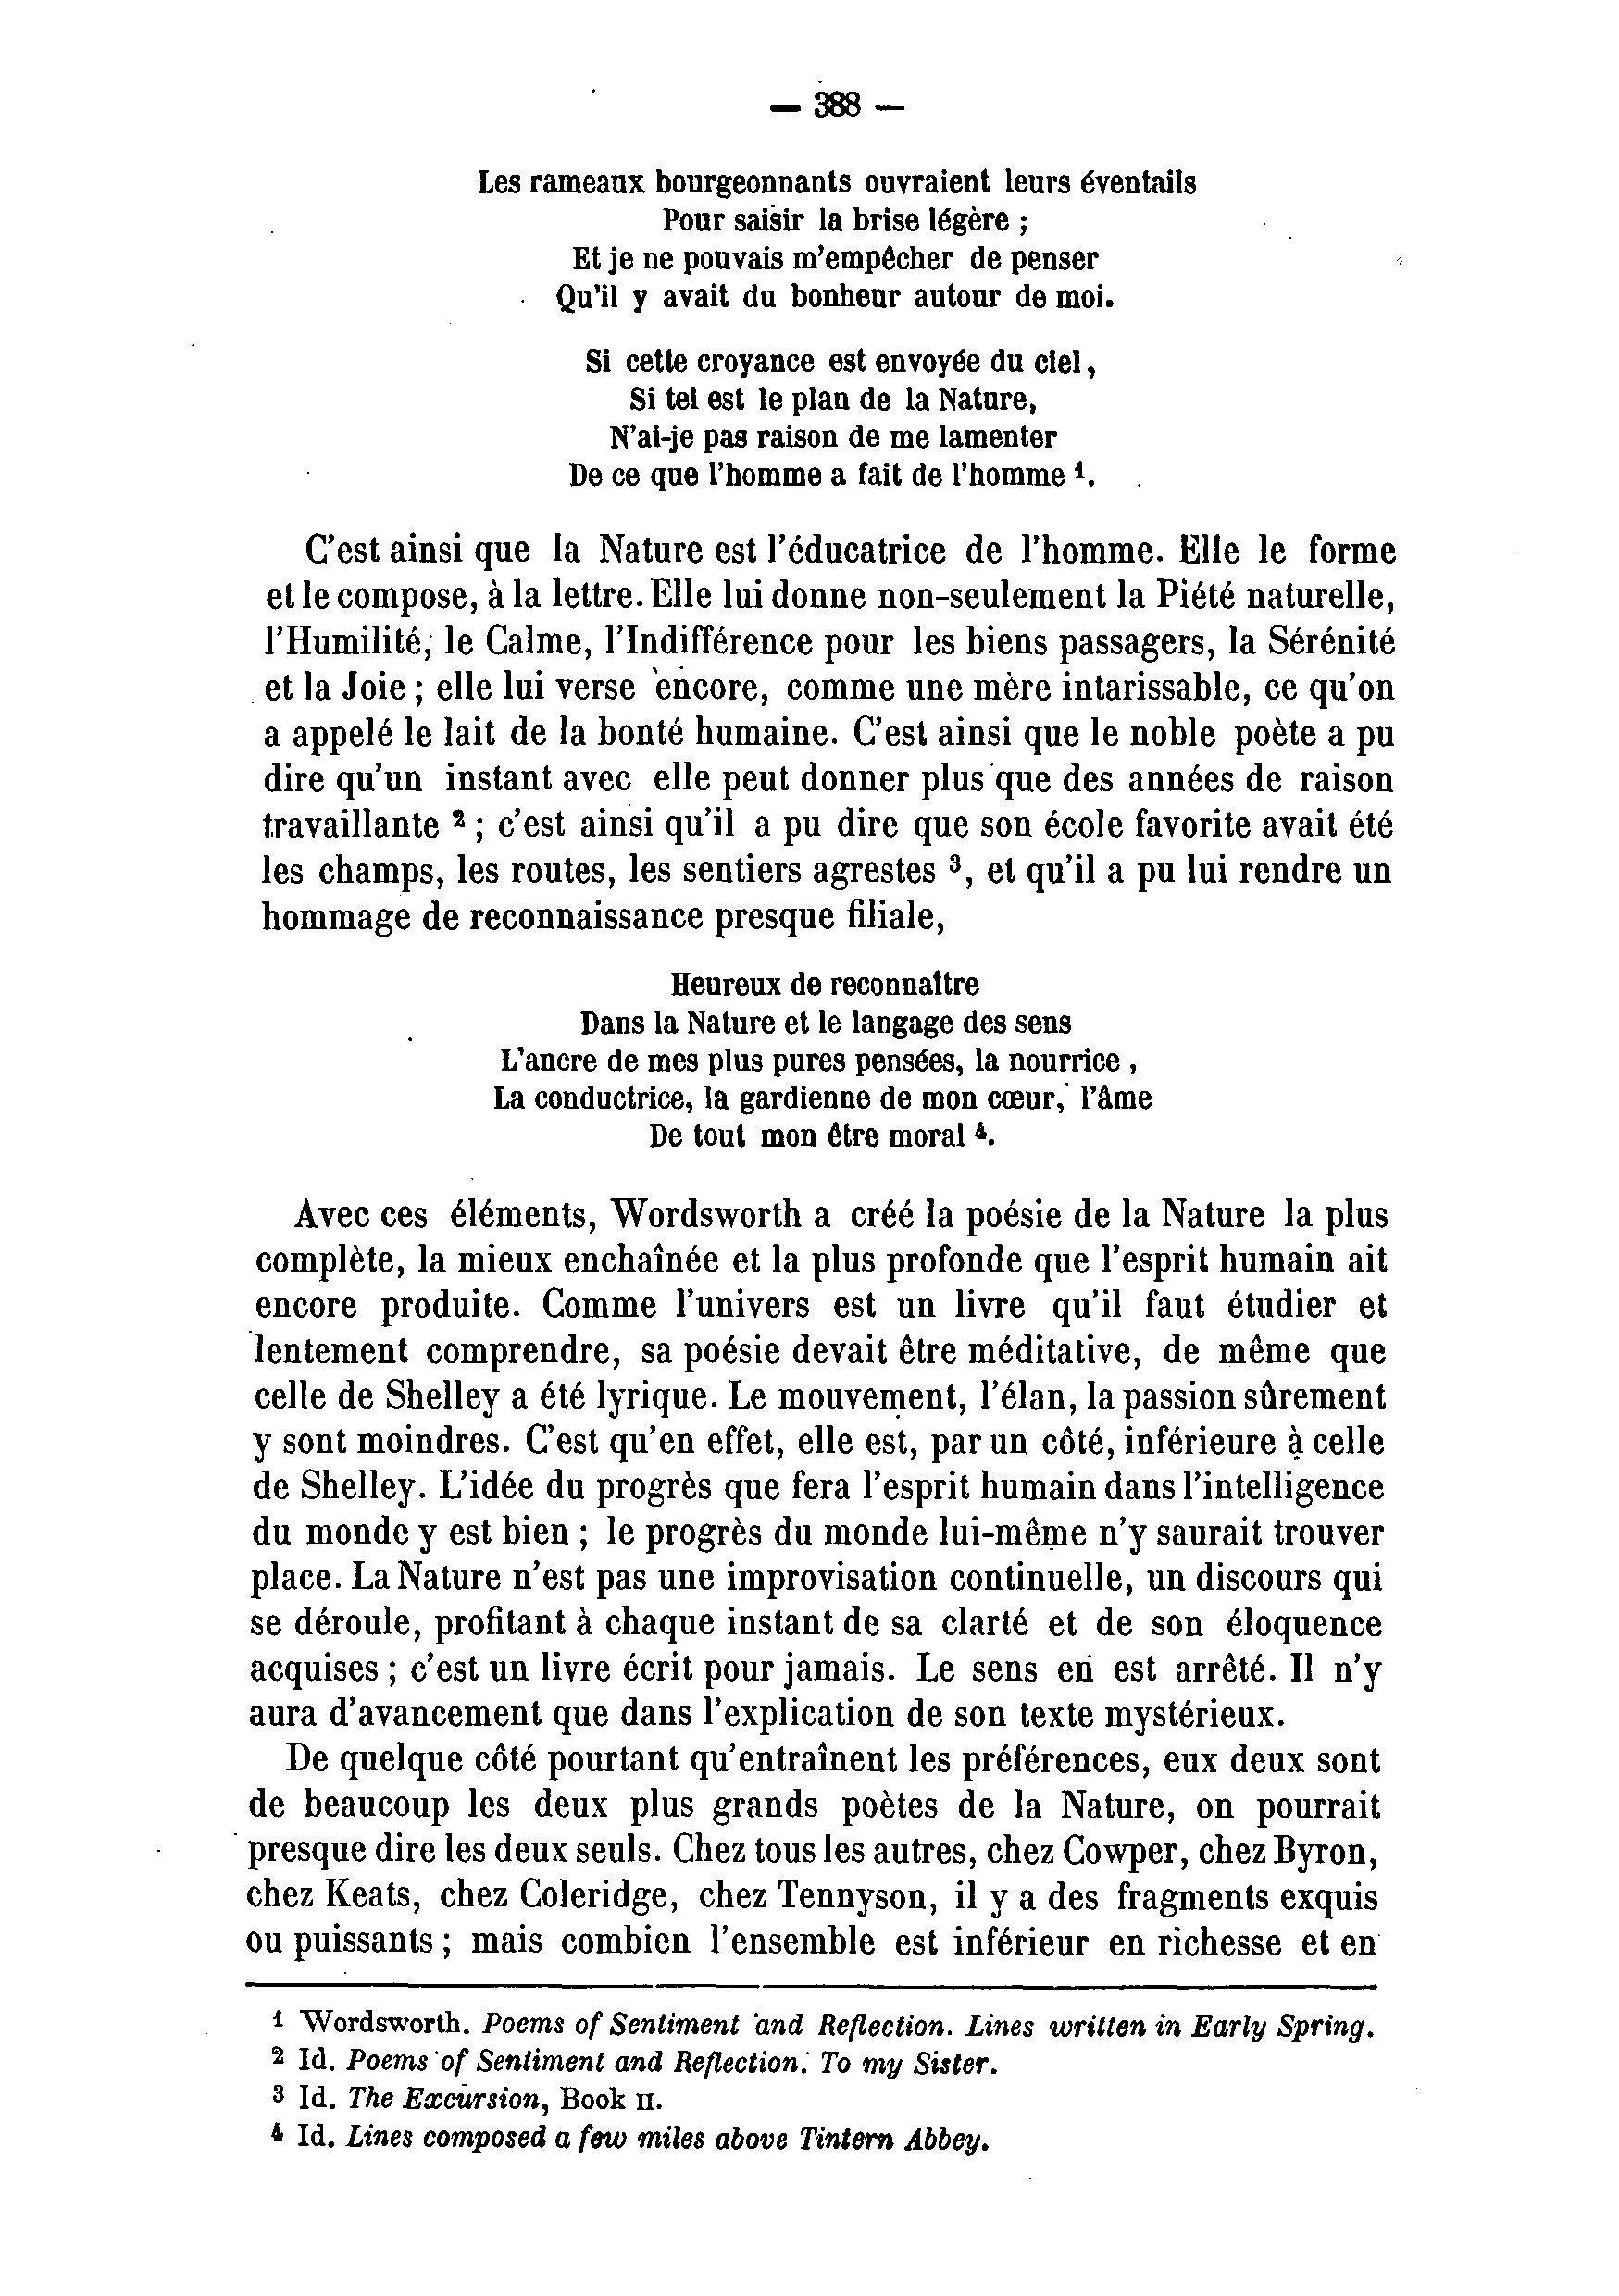 — 388 —
Les rameaux bourgeonnants ouvraient leurs éventails
Pour saisir la brise légère ;
Et je ne pouvais m'empêcher de penser
Qu'il y avait du bonheur autour de moi.
Si cette croyance est envoyée du ciel,
Si tel est le plan de la Nature,
N'ai-je pas raison de me lamenter
De ce que l'homme a fait de l'homme ¹.
C'est ainsi que la Nature est l'éducatrice de l'homme. Elle le forme
et le compose, à la lettre. Elle lui donne non-seulement la Piété naturelle,
l'Humilité, le Calme, l'Indifférence pour les biens passagers, la Sérénité
et la Joie ; elle lui verse encore, comme une mère intarissable, ce qu'on
a appelé le lait de la bonté humaine. C'est ainsi que le noble poète a pu
dire qu'un instant avec elle peut donner plus que des années de raison
travaillante ² ; c'est ainsi qu'il a pu dire que son école favorite avait été
les champs, les routes, les sentiers agrestes ³, et qu'il a pu lui rendre un
hommage de reconnaissance presque filiale,
Heureux de reconnaître
Dans la Nature et le langage des sens
L'ancre de mes plus pures pensées, la nourrice,
La conductrice, la gardienne de mon cœur, l'âme
De tout mon être moral ⁴.
Avec ces éléments, Wordsworth a créé la poésie de la Nature la plus
complète, la mieux enchaînée et la plus profonde que l'esprit humain ait
encore produite. Comme l'univers est un livre qu'il faut étudier et
lentement comprendre, sa poésie devait être méditative, de même que
celle de Shelley a été lyrique. Le mouvement, l'élan, la passion sûrement
y sont moindres. C'est qu'en effet, elle est, par un côté, inférieure à celle
de Shelley. L'idée du progrès que fera l'esprit humain dans l'intelligence
du monde y est bien ; le progrès du monde lui-même n'y saurait trouver
place. La Nature n'est pas une improvisation continuelle, un discours qui
se déroule, profitant à chaque instant de sa clarté et de son éloquence
acquises ; c'est un livre écrit pour jamais. Le sens en est arrêté. Il n'y
aura d'avancement que dans l'explication de son texte mystérieux.
De quelque côté pourtant qu'entraînent les préférences, eux deux sont
de beaucoup les deux plus grands poètes de la Nature, on pourrait
presque dire les deux seuls. Chez tous les autres, chez Cowper, chez Byron,
chez Keats, chez Coleridge, chez Tennyson, il y a des fragments exquis
ou puissants ; mais combien l'ensemble est inférieur en richesse et en
¹ Wordsworth. Poems of Sentiment and Reflection. Lines written in Early Spring.
² Id. Poems of Sentiment and Reflection. To my Sister.
³ Id. The Excursion, Book II.
⁴ Id. Lines composed a few miles above Tintern Abbey.